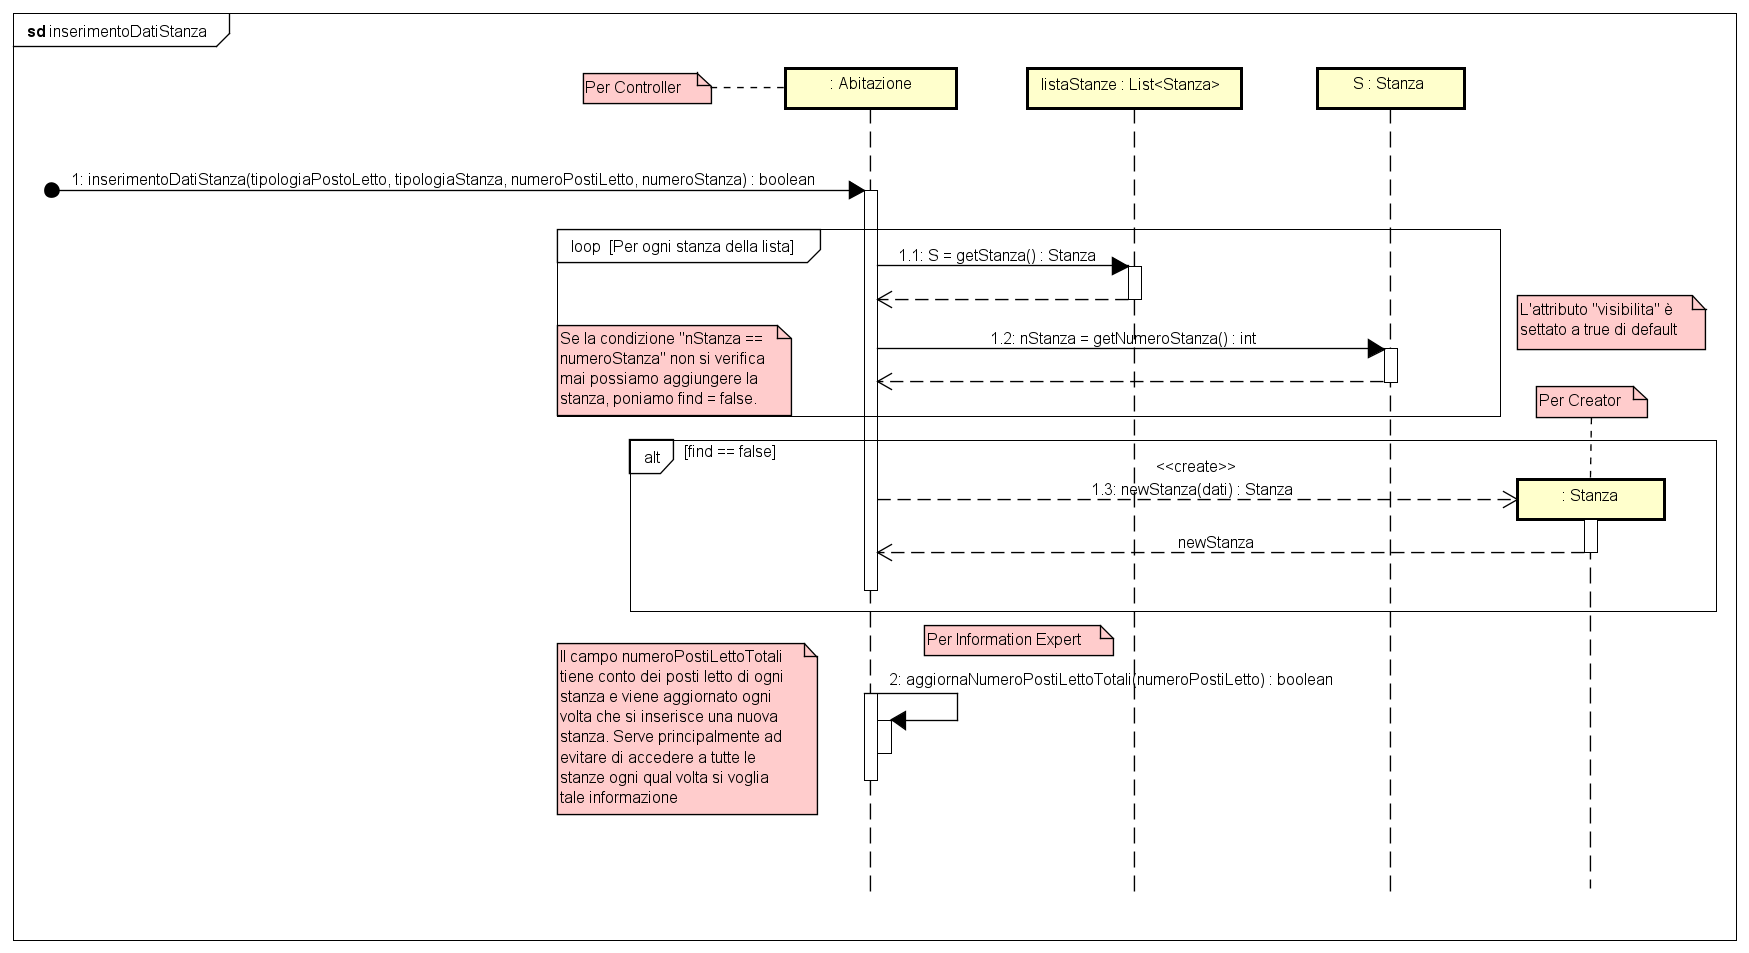 sd inserimentoDatiStanza
Per Controller
: Abitazione
listaStanze : List<Stanza>
S : Stanza
1: inserimentoDatiStanza(tipologiaPostoLetto, tipologiaStanza, numeroPostiLetto, numeroStanza) : boolean
loop [Per ogni stanza della lista]
1.1: S = getStanza() : Stanza
L'attributo "visibilita" è
settato a true di default
Se la condizione "nStanza ==
numeroStanza" non si verifica
mai possiamo aggiungere la
stanza, poniamo find = false.
1.2: nStanza = getNumeroStanza() : int
Per Creator
alt [find == false]
<<create>>
1.3: newStanza(dati) : Stanza
: Stanza
newStanza
Per Information Expert
Il campo numeroPostiLettoTotali
tiene conto dei posti letto di ogni
stanza e viene aggiornato ogni
volta che si inserisce una nuova
stanza. Serve principalmente ad
evitare di accedere a tutte le
stanze ogni qual volta si voglia
tale informazione
2: aggiornaNumeroPostiLettoTotali(numeroPostiLetto) : boolean